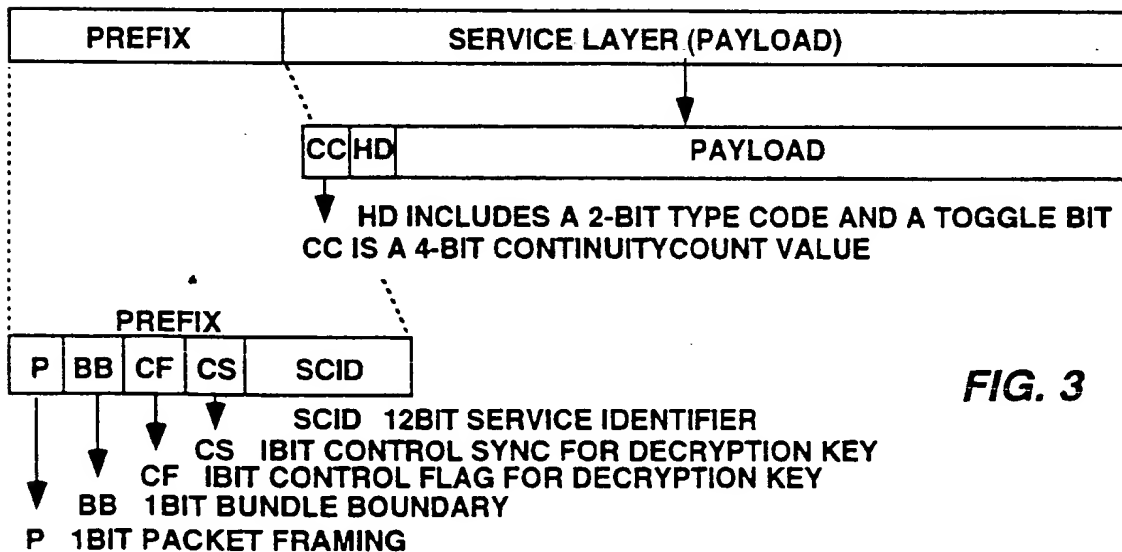 PREFIX SERVICE LAYER (PAYLOAD)
CC HD PAYLOAD
HD INCLUDES A 2-BIT TYPE CODE AND A TOGGLE BIT
CC IS A 4-BIT CONTINUITYCOUNT VALUE
PREFIX
P BB CF CS SCID
FIG. 3
SCID 12BIT SERVICE IDENTIFIER
CS IBIT CONTROL SYNC FOR DECRYPTION KEY
CF IBIT CONTROL FLAG FOR DECRYPTION KEY
BB 1BIT BUNDLE BOUNDARY
P 1BIT PACKET FRAMING